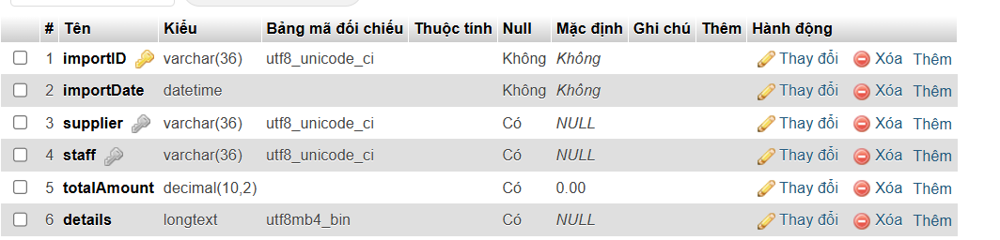 # Tên Kiểu Bảng mã đối chiếu Thuộc tính Null Mặc định Ghi chú Thêm Hành động
1 importID varchar(36) utf8_unicode_ci Không Không Thay đổi Xóa Thêm
2 importDate datetime Không Không Thay đổi Xóa Thêm
3 supplier varchar(36) utf8_unicode_ci Có NULL Thay đổi Xóa Thêm
4 staff varchar(36) utf8_unicode_ci Có NULL Thay đổi Xóa Thêm
5 totalAmount decimal(10,2) Có 0.00 Thay đổi Xóa Thêm
6 details longtext utf8mb4_bin Có NULL Thay đổi Xóa Thêm